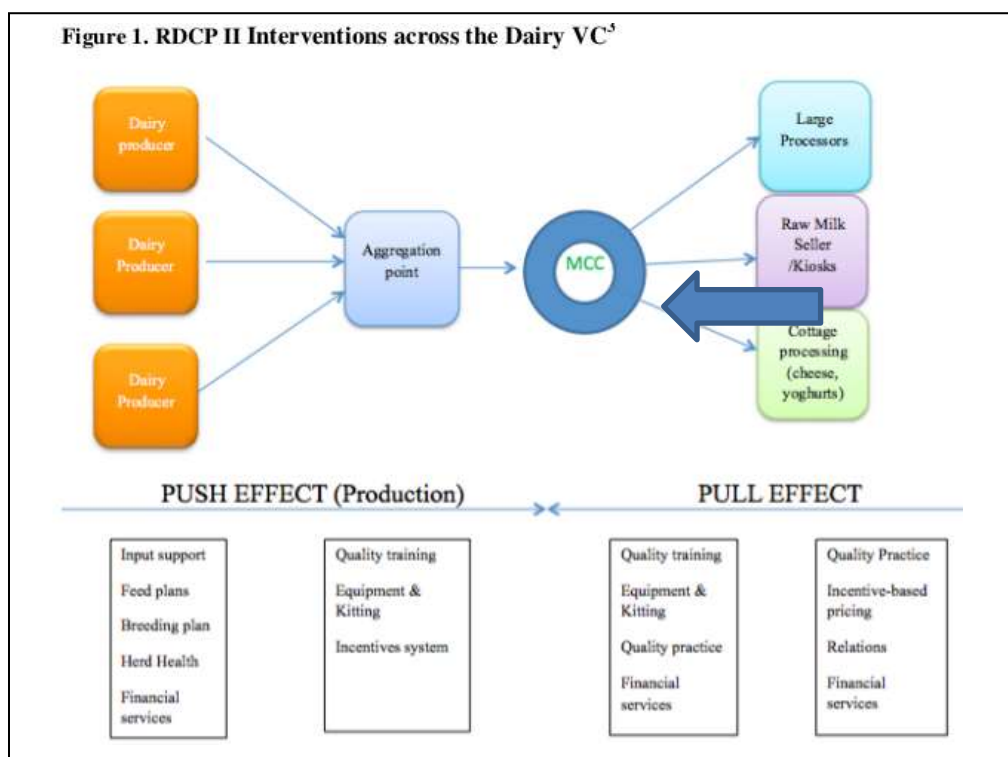 Figure 1. RDCP II Interventions across the Dairy VC5
Dairy
producer
Dairy
Producer
Dairy
Producer
Aggregation
point
MCC
Large
Processors
Raw Milk
Seller
/Kiosks
Cottage
processing
(cheese,
yoghurts)
PUSH EFFECT (Production)
PULL EFFECT
Input support
Feed plans
Breeding plan
Herd Health
Financial
services
Quality training
Equipment &
Kitting
Incentives system
Quality training
Equipment &
Kitting
Quality practice
Financial
services
Quality Practice
Incentive-based
pricing
Relations
Financial
services